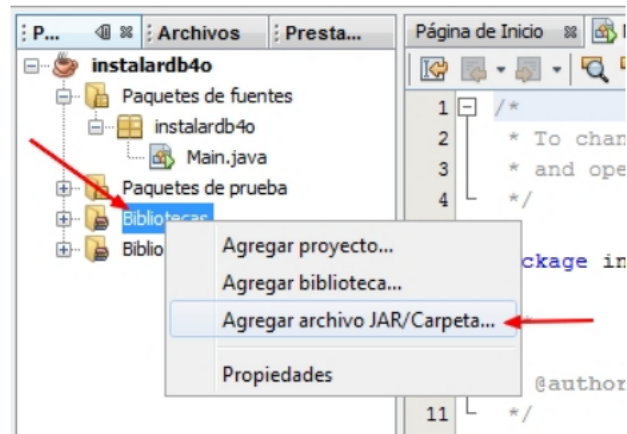 P... Archivos Presta...
instalardb4o
Paquetes de fuentes
instalardb4o
Main.java
Paquetes de prueba
Bibliotecas
Biblio
Agregar proyecto...
Agregar biblioteca...
Agregar archivo JAR/Carpeta...
Propiedades
Página de Inicio
1 /*
2 * To chan
3 * and ope
4 */
ckage in
@author
11 */